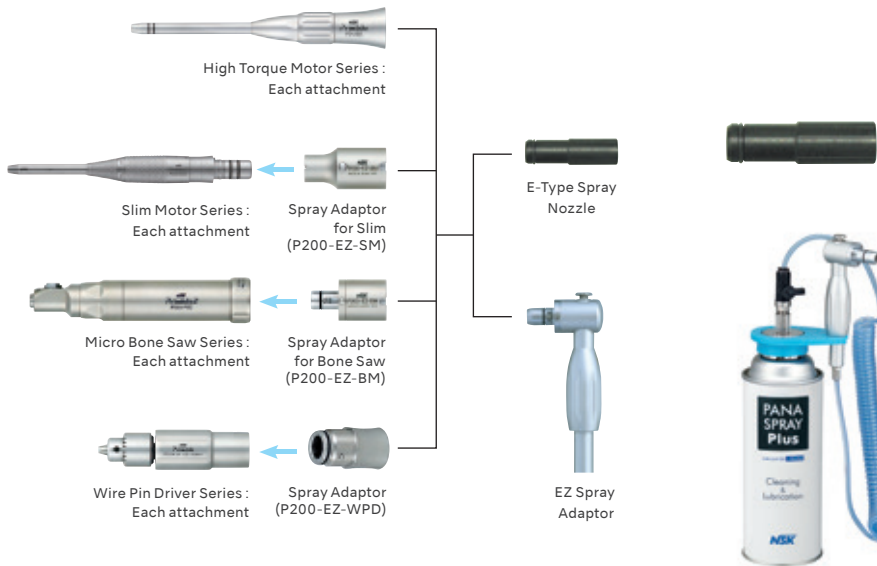 High Torque Motor Series :
Each attachment
Slim Motor Series :
Each attachment
Spray Adaptor
for Slim
(P200-EZ-SM)
Micro Bone Saw Series :
Each attachment
Spray Adaptor
for Bone Saw
(P200-EZ-BM)
Wire Pin Driver Series :
Each attachment
Spray Adaptor
(P200-EZ-WPD)
E-Type Spray
Nozzle
EZ Spray
Adaptor
PANA
SPRAY
Plus
Cleaning
&
Lubrication
NSK